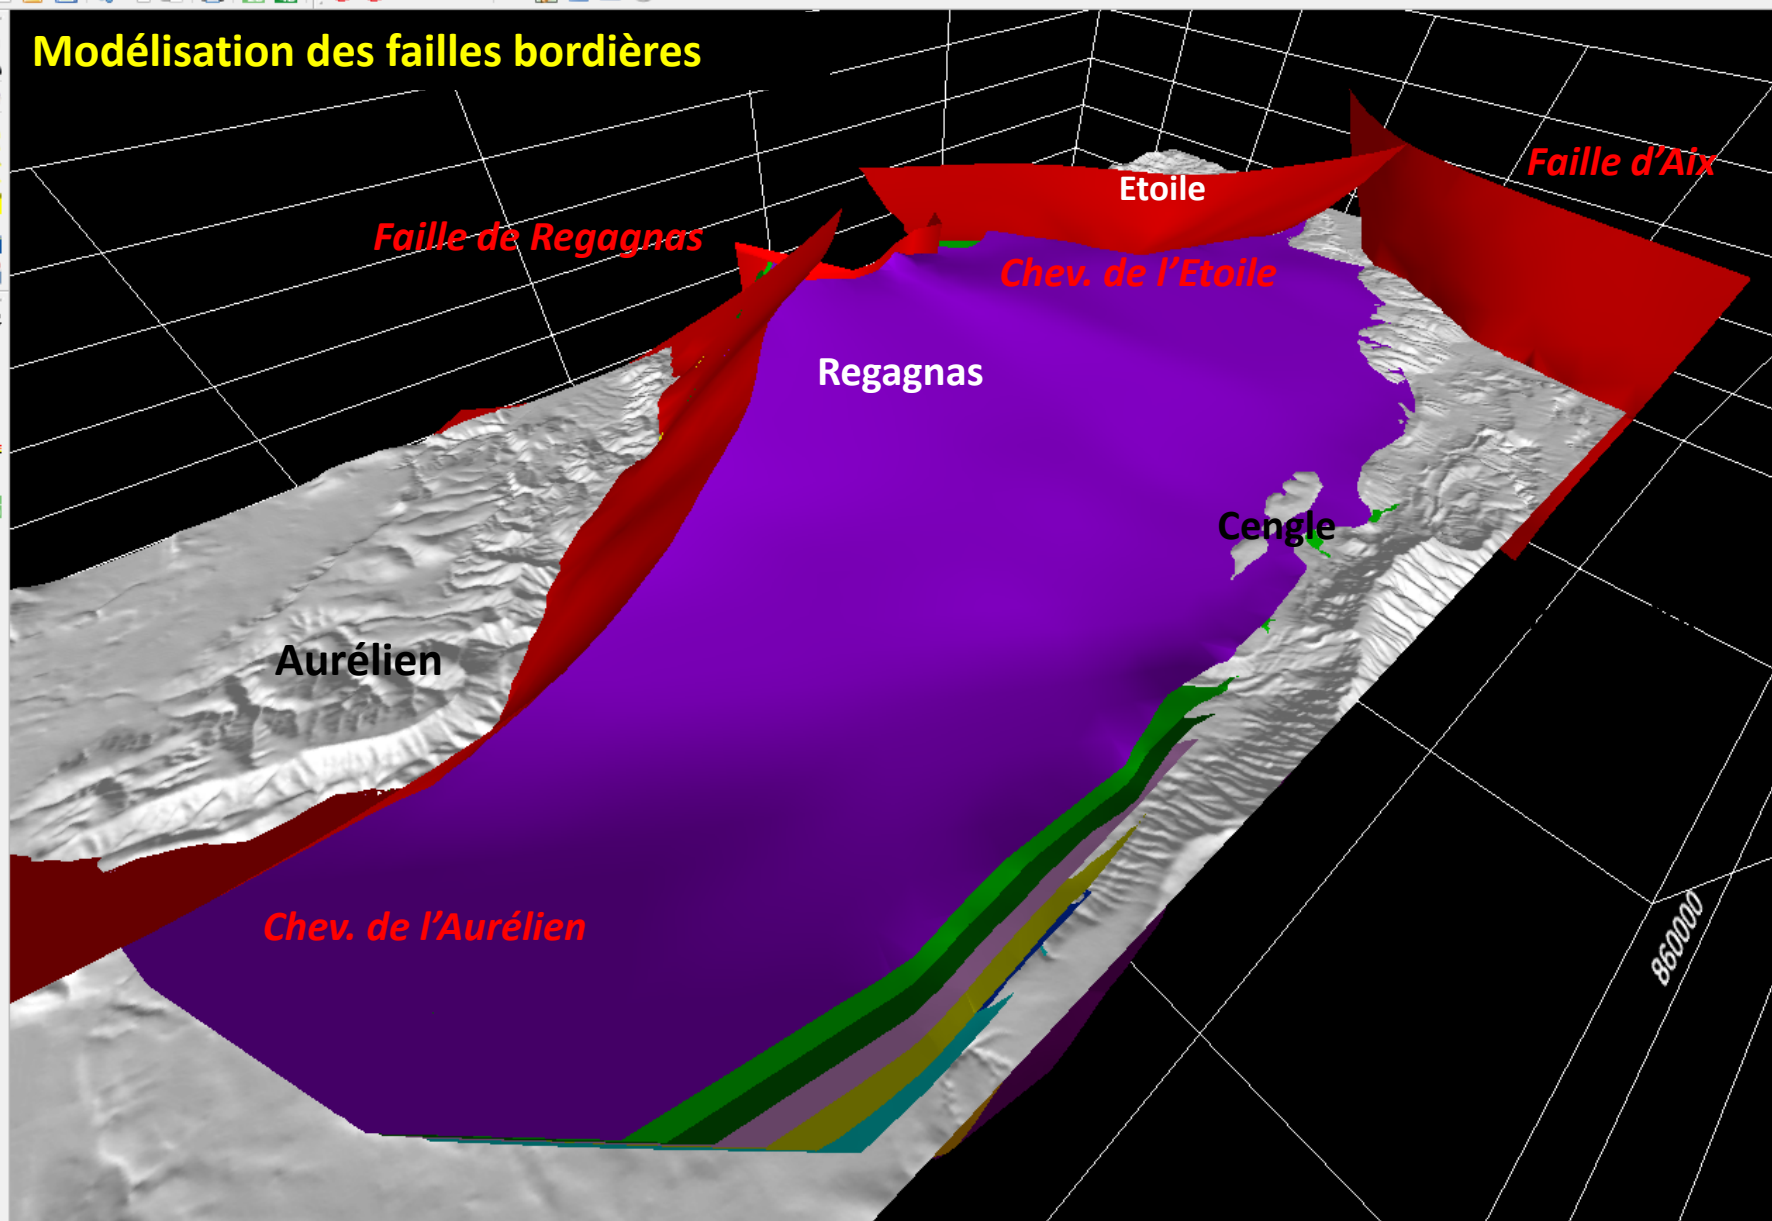 Modélisation des failles bordières
Faille d'Aix
Etoile
Faille de Regagnas
Chev. de l'Etoile
Regagnas
Cengle
Aurélien
Chev. de l'Aurélien
860000